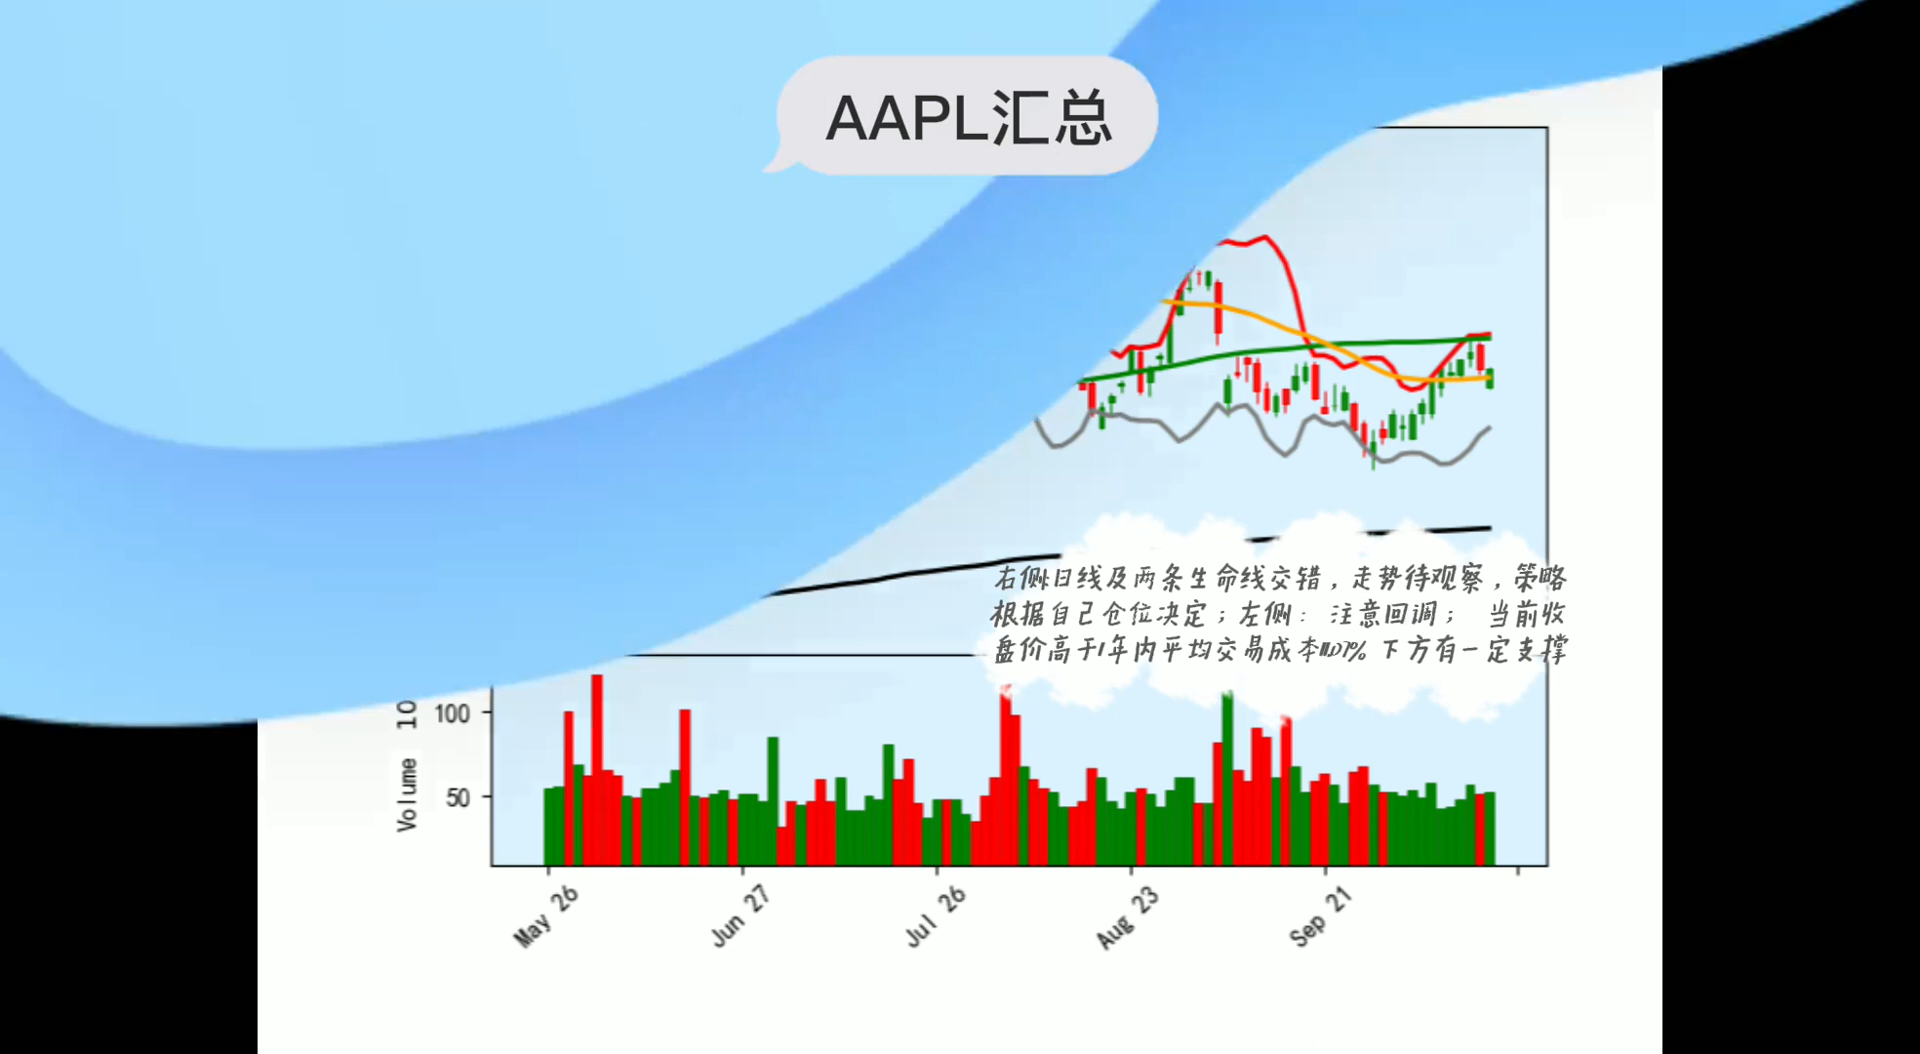 AAPL汇总
右侧:日线及两条生命线交错，走势待观察，策略
根据自己仓位决定；左侧： 注意回调； 当前收
盘价高于1年内平均交易成本 下方有一定支撑
Volume 10
100
50
May 26
Jun 27
Jul 26
Aug 23
Sep 21